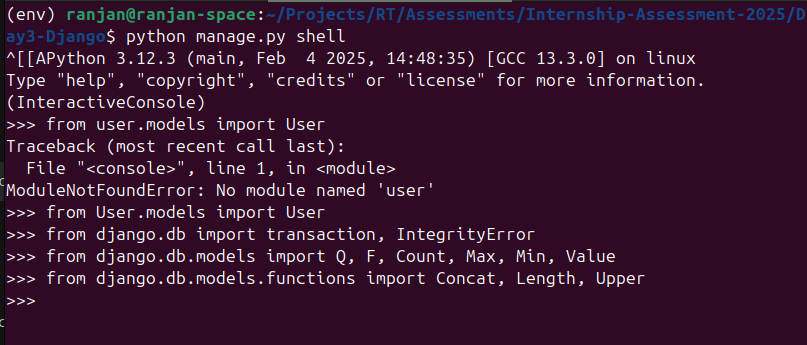 (env) ranjan@ranjan-space:~/Projects/RT/Assessments/Internship-Assessment-2025/D
ay3-Django$ python manage.py shell
^[[APython 3.12.3 (main, Feb  4 2025, 14:48:35) [GCC 13.3.0] on linux
Type "help", "copyright", "credits" or "license" for more information.
(InteractiveConsole)
>>> from user.models import User
Traceback (most recent call last):
  File "<console>", line 1, in <module>
ModuleNotFoundError: No module named 'user'
>>> from User.models import User
>>> from django.db import transaction, IntegrityError
>>> from django.db.models import Q, F, Count, Max, Min, Value
>>> from django.db.models.functions import Concat, Length, Upper
>>>